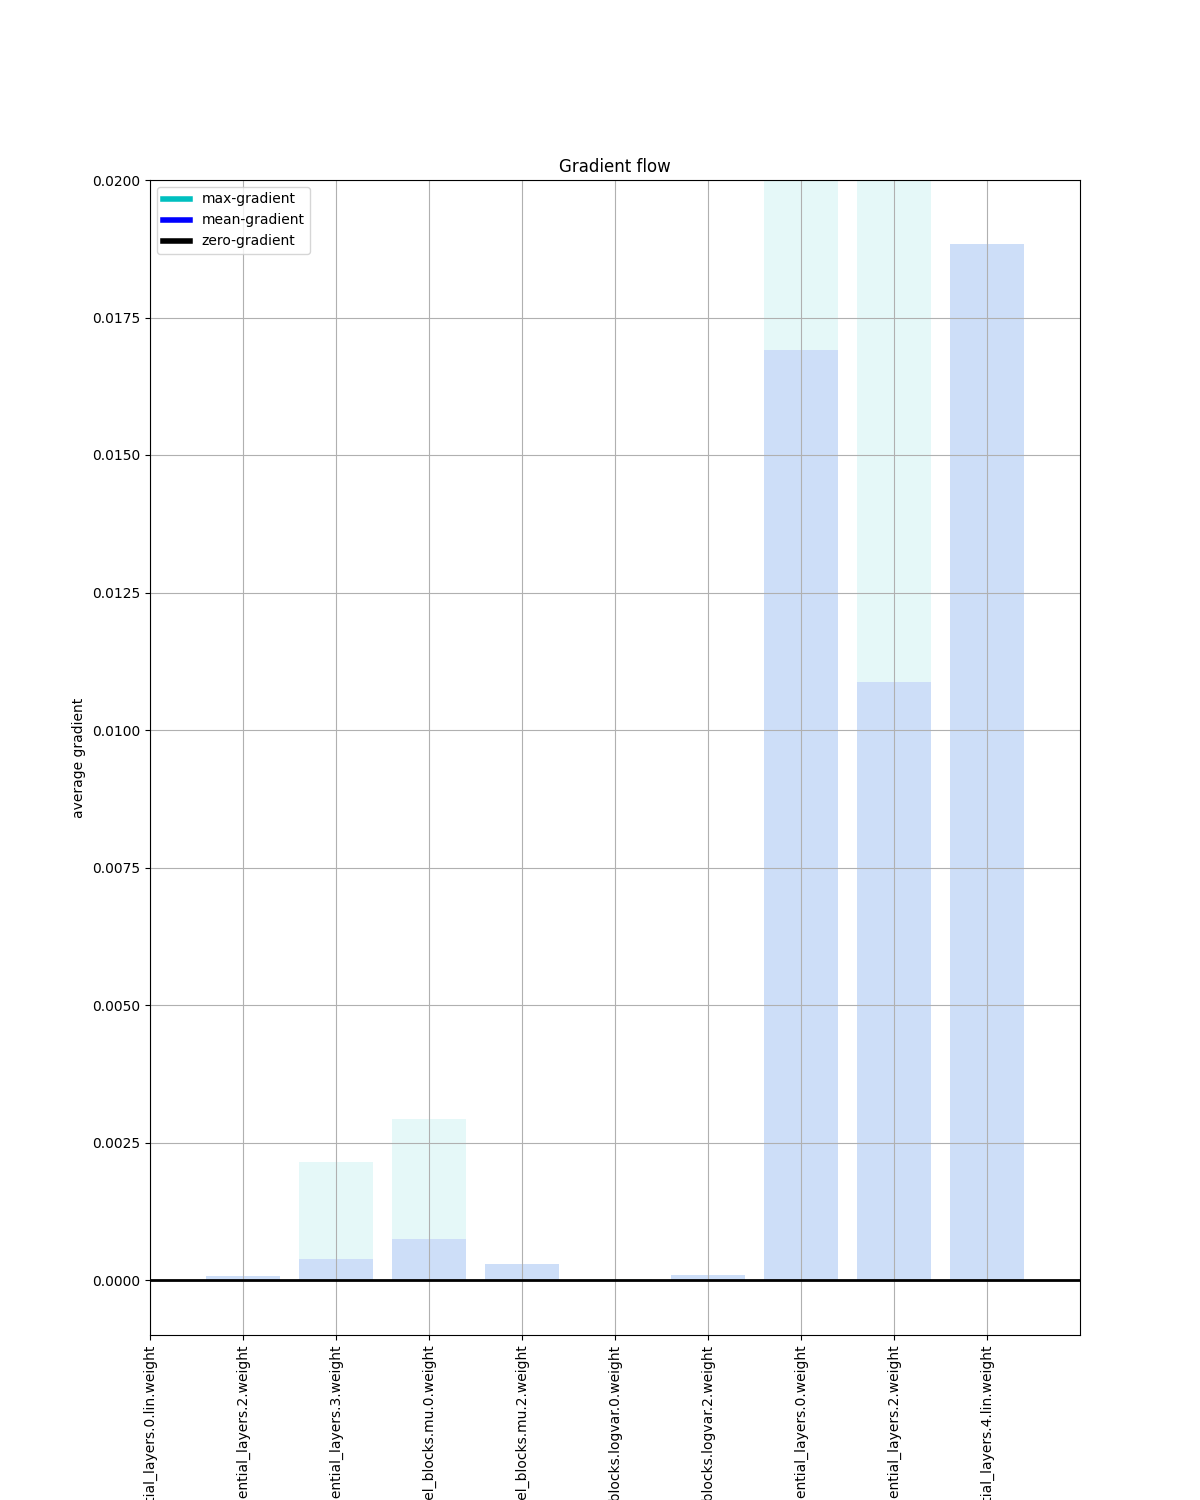 Gradient flow
max-gradient
mean-gradient
zero-gradient
0.0200
0.0175
0.0150
0.0125
0.0100
0.0075
0.0050
0.0025
0.0000
average gradient
tial_layers.0.lin.weight
ential_layers.2.weight
ential_layers.3.weight
el_blocks.mu.0.weight
el_blocks.mu.2.weight
blocks.logvar.0.weight
blocks.logvar.2.weight
ential_layers.0.weight
ential_layers.2.weight
tial_layers.4.lin.weight